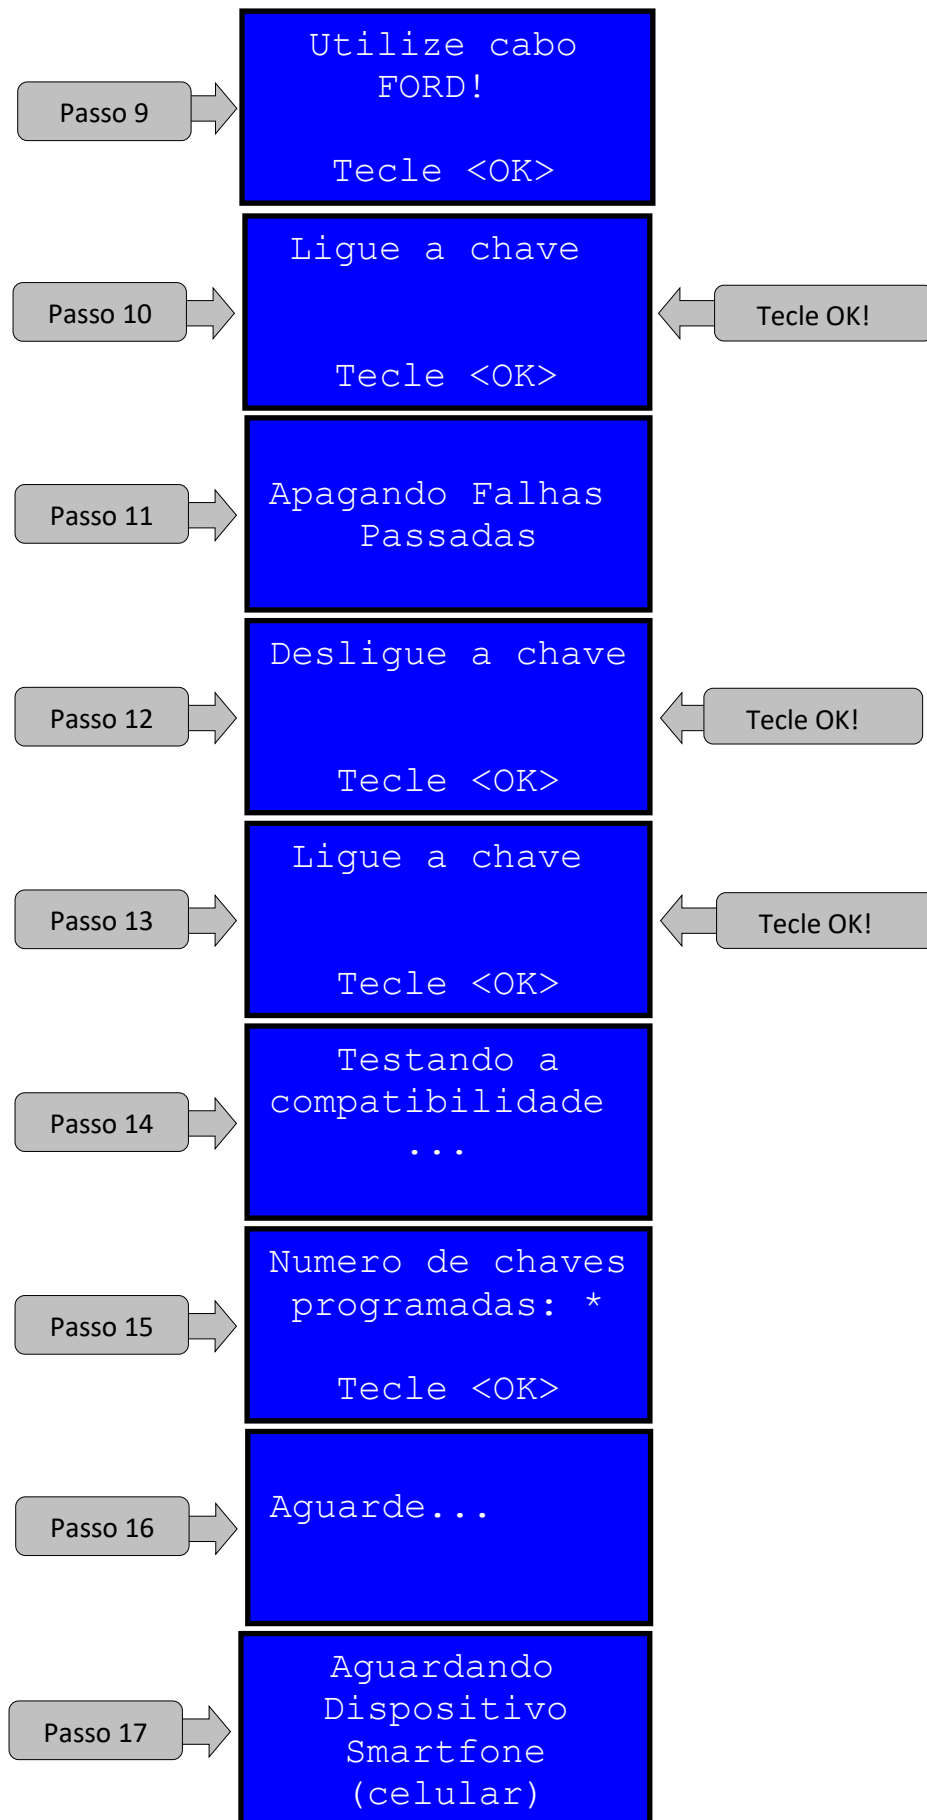 Passo 9
Utilize cabo
FORD!
Tecle <OK>
Passo 10
Ligue a chave
Tecle <OK>
Tecle OK!
Passo 11
Apagando Falhas
Passadas
Passo 12
Desligue a chave
Tecle <OK>
Tecle OK!
Passo 13
Ligue a chave
Tecle <OK>
Tecle OK!
Passo 14
Testando a
compatibilidade
...
Passo 15
Numero de chaves
programadas: *
Tecle <OK>
Passo 16
Aguarde...
Passo 17
Aguardando
Dispositivo
Smartfone
(celular)